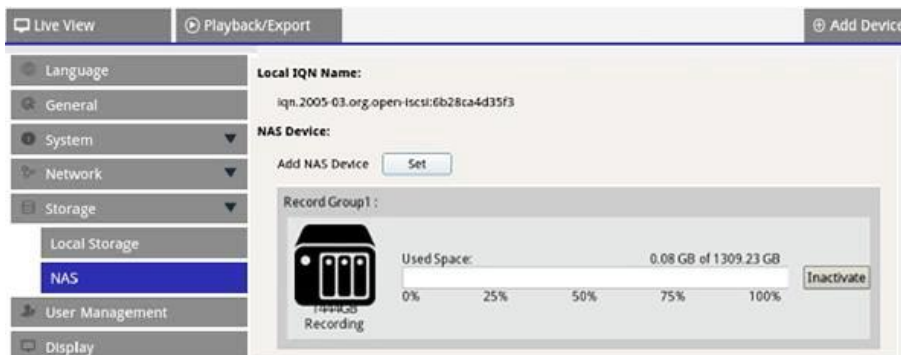 Live View
Playback/Export
Add Device
Language
General
System
Network
Storage
Local Storage
NAS
User Management
Display
Local IQN Name:
iqn.2005-03.org.open-iscsi:6b28ca4d35f3
NAS Device:
Add NAS Device Set
Record Group1 :
Used Space: 0.08 GB of 1309.23 GB
0% 25% 50% 75% 100%
Inactivate
1444GB
Recording